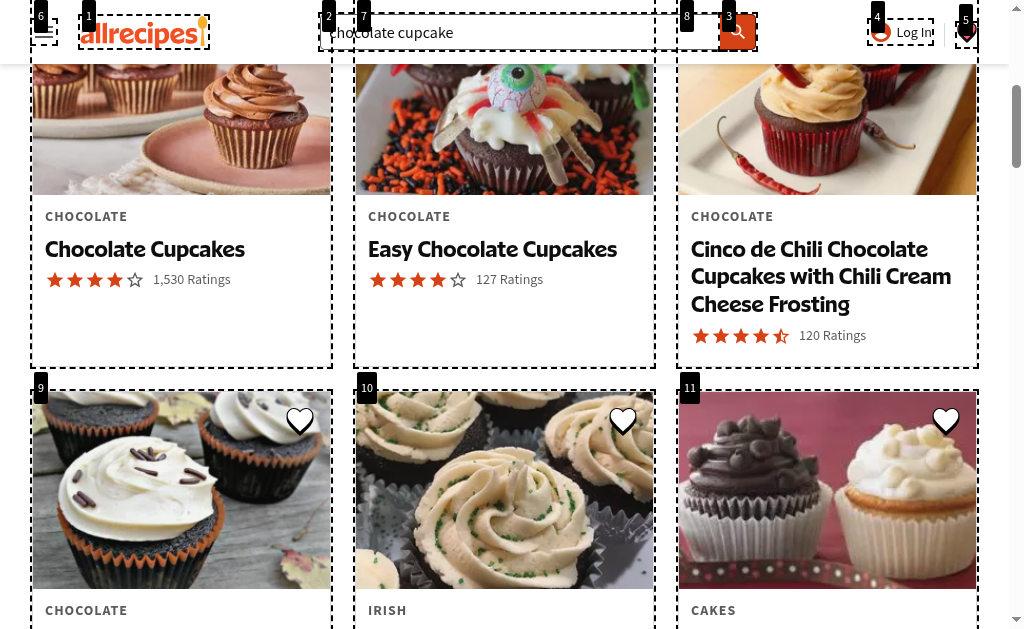 6
1
allrecipes
2
7
chocolate cupcake
8
3
4
Log In
5
CHOCOLATE
Chocolate Cupcakes
1,530 Ratings
CHOCOLATE
Easy Chocolate Cupcakes
127 Ratings
CHOCOLATE
Cinco de Chili Chocolate
Cupcakes with Chili Cream
Cheese Frosting
120 Ratings
9
10
11
CHOCOLATE
IRISH
CAKES